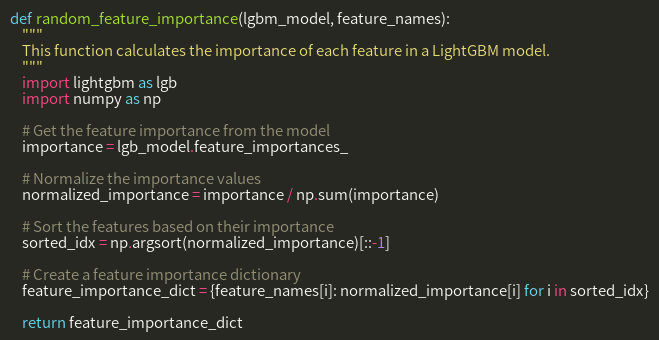 def random_feature_importance(lgbm_model, feature_names):
"""
This function calculates the importance of each feature in a LightGBM model.
"""
import lightgbm as lgb
import numpy as np
# Get the feature importance from the model
importance = lgb_model.feature_importances_
# Normalize the importance values
normalized_importance = importance / np.sum(importance)
# Sort the features based on their importance
sorted_idx = np.argsort(normalized_importance)[::-1]
# Create a feature importance dictionary
feature_importance_dict = {feature_names[i]: normalized_importance[i] for i in sorted_idx}
return feature_importance_dict